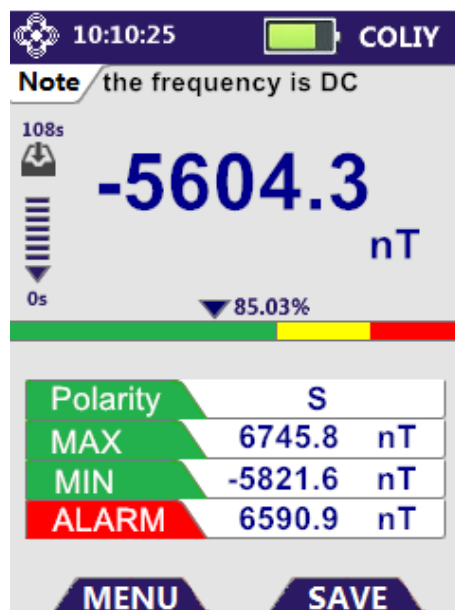 10:10:25 COLIY
Note the frequency is DC
108s
-5604.3
nT
0s
85.03%
Polarity S
MAX 6745.8 nT
MIN -5821.6 nT
ALARM 6590.9 nT
MENU SAVE